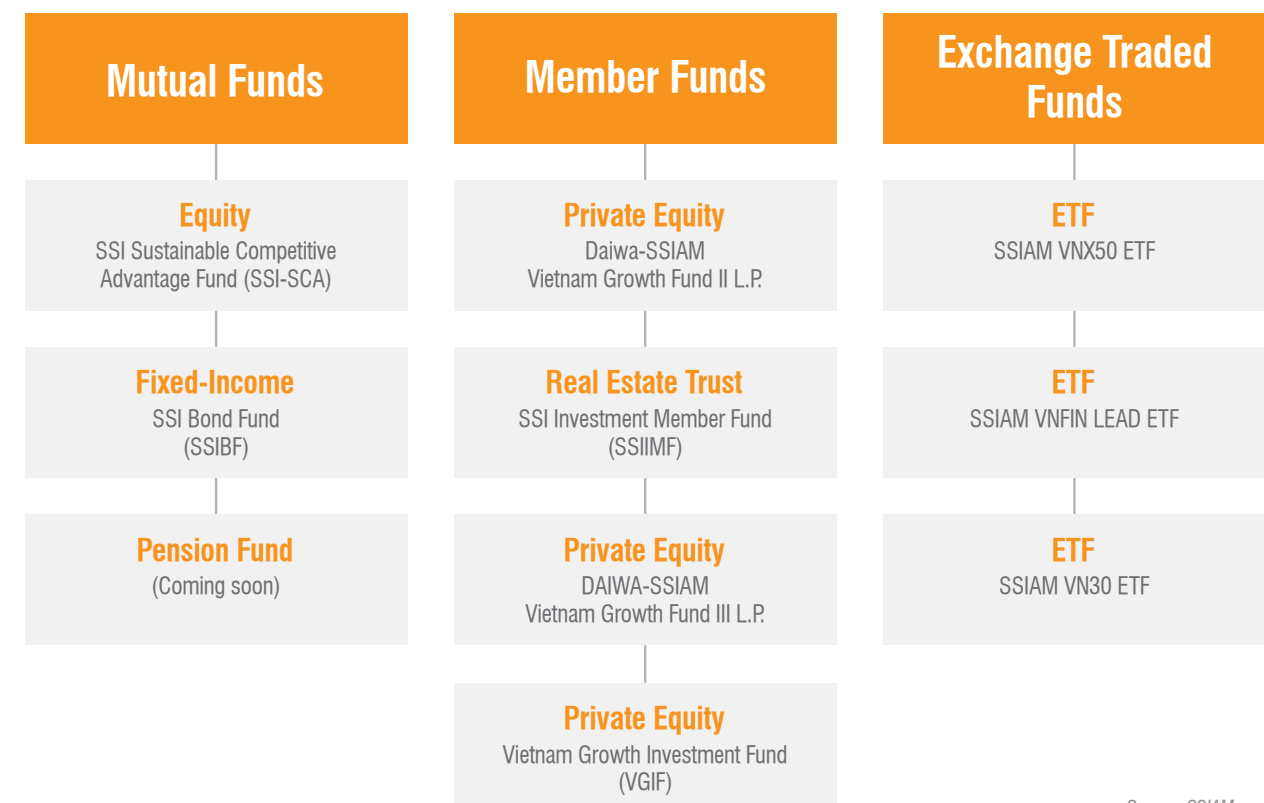 Mutual Funds
Equity
SSI Sustainable Competitive
Advantage Fund (SSI-SCA)
Fixed-Income
SSI Bond Fund
(SSIBF)
Pension Fund
(Coming soon)
Member Funds
Private Equity
Daiwa-SSIAM
Vietnam Growth Fund II L.P.
Real Estate Trust
SSI Investment Member Fund
(SSIIMF)
Private Equity
DAIWA-SSIAM
Vietnam Growth Fund III L.P.
Private Equity
Vietnam Growth Investment Fund
(VGIF)
Exchange Traded
Funds
ETF
SSIAM VNX50 ETF
ETF
SSIAM VNFIN LEAD ETF
ETF
SSIAM VN30 ETF